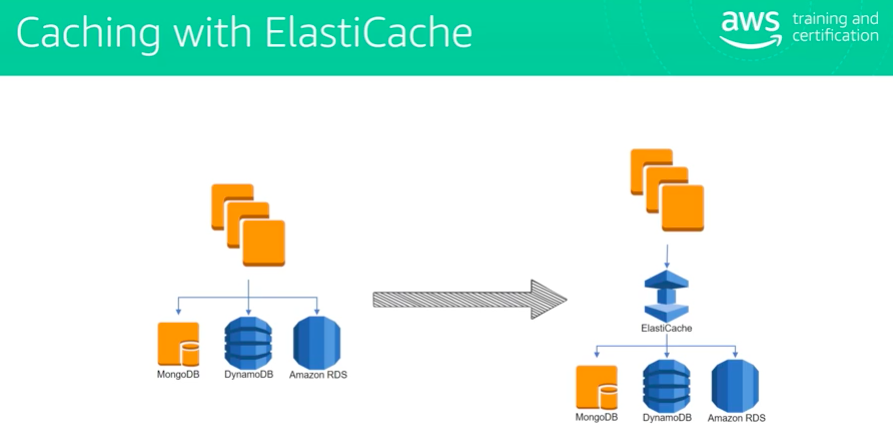 Caching with ElastiCache
aws
training and
certification
MongoDB
DynamoDB
Amazon RDS
ElastiCache
MongoDB
DynamoDB
Amazon RDS